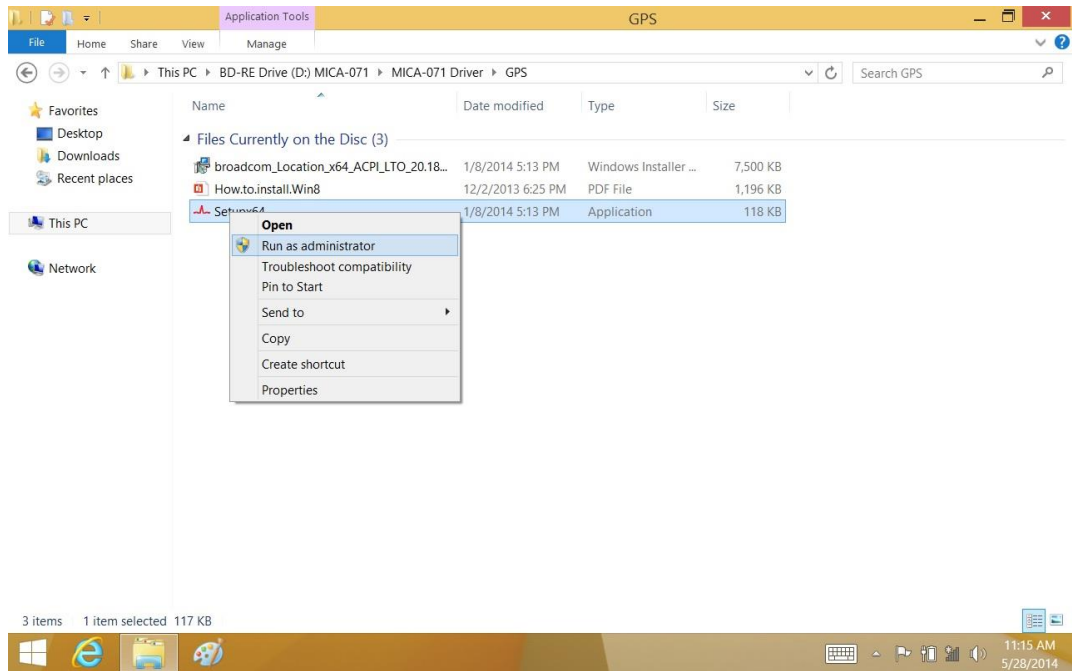 Application Tools
GPS
File Home Share View Manage
This PC BD-RE Drive (D:) MICA-071 MICA-071 Driver GPS
Search GPS
Favorites
Desktop
Downloads
Recent places
This PC
Network
Name Date modified Type Size
Files Currently on the Disc (3)
broadcom_Location_x64_ACPI_LTO_20.18... 1/8/2014 5:13 PM Windows Installer ... 7,500 KB
How.to.install.Win8 12/2/2013 6:25 PM PDF File 1,196 KB
Setupx64 1/8/2014 5:13 PM Application 118 KB
Open
Run as administrator
Troubleshoot compatibility
Pin to Start
Send to
Copy
Create shortcut
Properties
3 items 1 item selected 117 KB
11:15 AM
5/28/2014